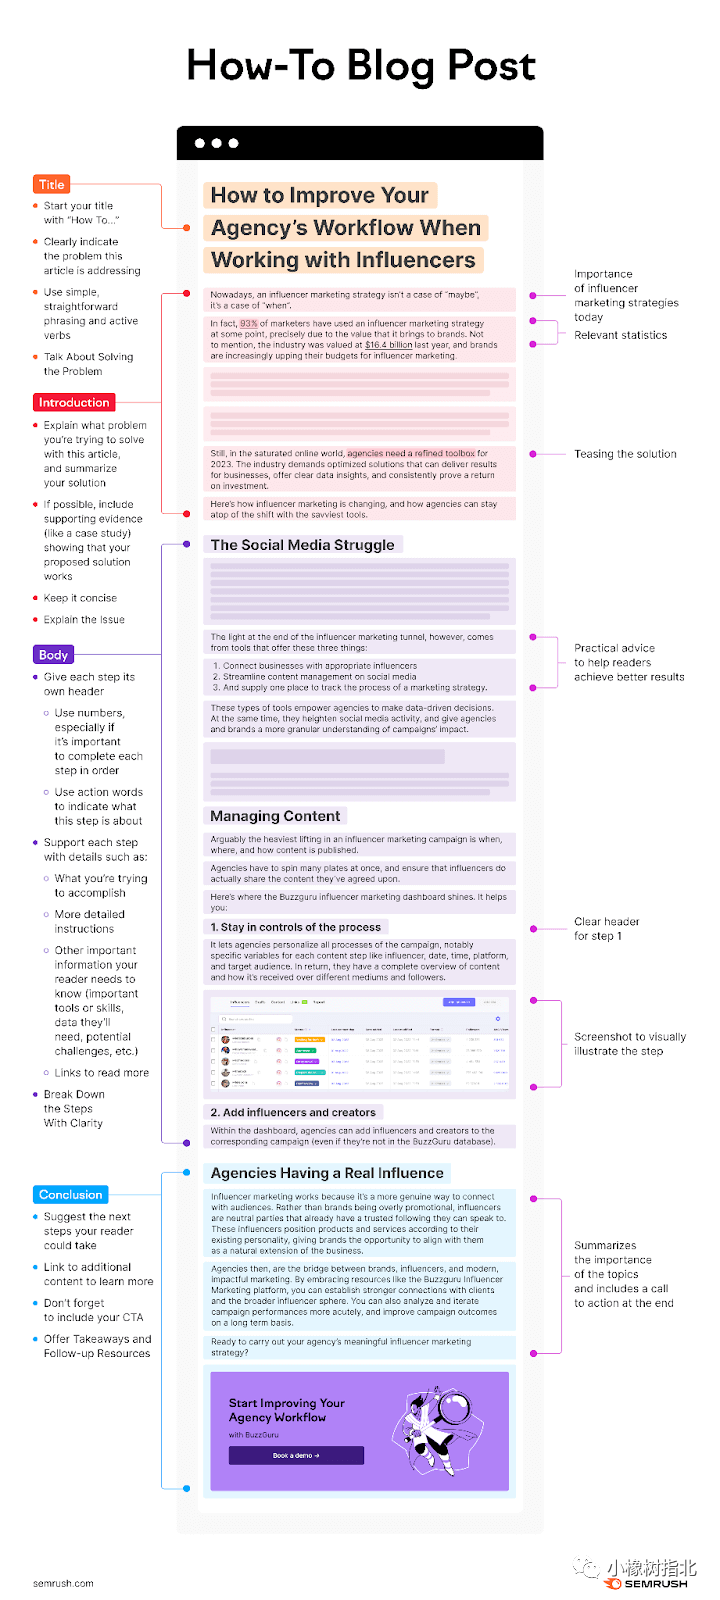 How-To Blog Post
Title
Start your title
with “How To...”
Clearly indicate
the problem this
article is addressing
Use simple,
straightforward
phrasing and active
verbs
Talk About Solving
the Problem
Introduction
Explain what problem
you’re trying to solve
with this article,
and summarize
your solution
If possible, include
supporting evidence
(like a case study)
showing that your
proposed solution
works
Keep it concise
Explain the Issue
Body
Give each step its
own header
Use numbers,
especially if
it’s important
to complete each
step in order
Use action words
to indicate what
this step is about
Support each step
with details such as:
What you’re trying
to accomplish
More detailed
instructions
Other important
information your
reader needs to
know (important
tools or skills,
data they’ll
need, potential
challenges, etc.)
Links to read more
Break Down
the Steps
With Clarity
Conclusion
Suggest the next
steps your reader
could take
Link to additional
content to learn more
Don't forget
to include your CTA
Offer Takeaways and
Follow-up Resources
How to Improve Your
Agency’s Workflow When
Working with Influencers
Nowadays, an influencer marketing strategy isn’t a case of “maybe”,
it’s a case of “when”.
In fact, 93% of marketers have used an influencer marketing strategy
at some point, precisely due to the value that it brings to brands. Not
to mention, the industry was valued at $16.4 billion last year, and brands
are increasingly upping their budgets for influencer marketing.
Still, in the saturated online world, agencies need a refined toolbox for
2023. The industry demands optimized solutions that can deliver results
for businesses, offer clear data insights, and consistently prove a return
on investment.
Here’s how influencer marketing is changing, and how agencies can stay
atop of the shift with the savviest tools.
The Social Media Struggle
The light at the end of the influencer marketing tunnel, however, comes
from tools that offer these three things:
1. Connect businesses with appropriate influencers
2. Streamline content management on social media
3. And supply one place to track the process of a marketing strategy.
These types of tools empower agencies to make data-driven decisions.
At the same time, they heighten social media activity, and give agencies
and brands a more granular understanding of campaigns’ impact.
Managing Content
Arguably the heaviest lifting in an influencer marketing campaign is when,
where, and how content is published.
Agencies have to spin many plates at once, and ensure that influencers do
actually share the content they’ve agreed upon.
Here’s where the Buzzguru influencer marketing dashboard shines. It helps
you:
1. Stay in controls of the process
It lets agencies personalize all processes of the campaign, notably
specific variables for each content step like influencer, date, time, platform,
and target audience. In return, they have a complete overview of content
and how it’s received over different mediums and followers.
2. Add influencers and creators
Within the dashboard, agencies can add influencers and creators to the
corresponding campaign (even if they’re not in the BuzzGuru database).
Agencies Having a Real Influence
Influencer marketing works because it’s a more genuine way to connect
with audiences. Rather than brands being overly promotional, influencers
are neutral parties that already have a trusted following they can speak to.
These influencers position products and services according to their
existing personality, giving brands the opportunity to align with them
as a natural extension of the business.
Agencies then, are the bridge between brands, influencers, and modern,
impactful marketing. By embracing resources like the Buzzguru Influencer
Marketing platform, you can establish stronger connections with clients
and the broader influencer sphere. You can also analyze and iterate
campaign performances more acutely, and improve campaign outcomes
on a long term basis.
Ready to carry out your agency’s meaningful influencer marketing
strategy?
Start Improving Your
Agency Workflow
with BuzzGuru
Book a demo →
Importance
of influencer
marketing strategies
today
Relevant statistics
Teasing the solution
Practical advice
to help readers
achieve better results
Clear header
for step 1
Screenshot to visually
illustrate the step
Summarizes
the importance
of the topics
and includes a call
to action at the end
semrush.com
小橡树指北
SEMRUSH